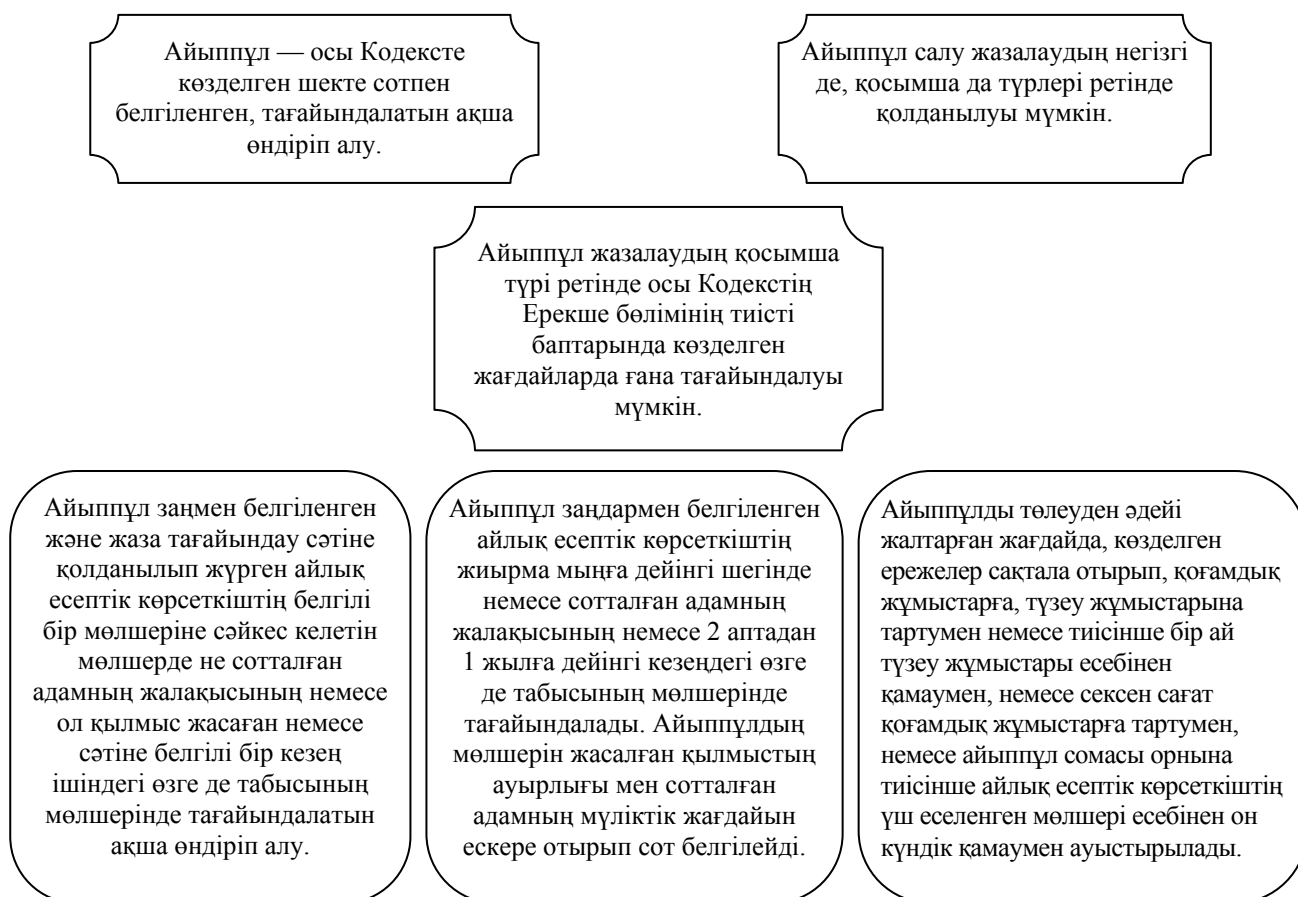 Айыппұл — осы Кодексте
көзделген шекте сотпен
белгіленген, тағайындалатын ақша
өндіріп алу.
Айыппұл салу жазалаудың негізгі
де, қосымша да түрлері ретінде
қолданылуы мүмкін.
Айыппұл жазалаудың қосымша
түрі ретінде осы Кодекстің
Ерекше бөлімінің тиісті
баптарында көзделген
жағдайларда ғана тағайындалуы
мүмкін.
Айыппұл заңмен белгіленген
және жаза тағайындау сәтіне
қолданылып жүрген айлық
есептік көрсеткіштің белгілі
бір мөлшеріне сәйкес келетін
мөлшерде не сотталған
адамның жалақысының немесе
ол қылмыс жасаған немесе
сәтіне белгілі бір кезең
ішіндегі өзге де табысының
мөлшерінде тағайындалатын
ақша өндіріп алу.
Айыппұл заңдармен белгіленген
айлық есептік көрсеткіштің
жиырма мыңға дейінгі шегінде
немесе сотталған адамның
жалақысының немесе 2 аптадан
1 жылға дейінгі кезеңдегі өзге
де табысының мөлшерінде
тағайындалады. Айыппұлдың
мөлшерін жасалған қылмыстың
ауырлығы мен сотталған
адамның мүліктік жағдайын
ескере отырып сот белгілейді.
Айыппұлды төлеуден әдейі
жалтарған жағдайда, көзделген
ережелер сақтала отырып, қоғамдық
жұмыстарға, түзеу жұмыстарына
тартумен немесе тиісінше бір ай
түзеу жұмыстары есебінен
қамаумен, немесе сексен сағат
қоғамдық жұмыстарға тартумен,
немесе айыппұл сомасы орнына
тиісінше айлық есептік көрсеткіштің
үш еселенген мөлшері есебінен он
күндік қамаумен ауыстырылады.